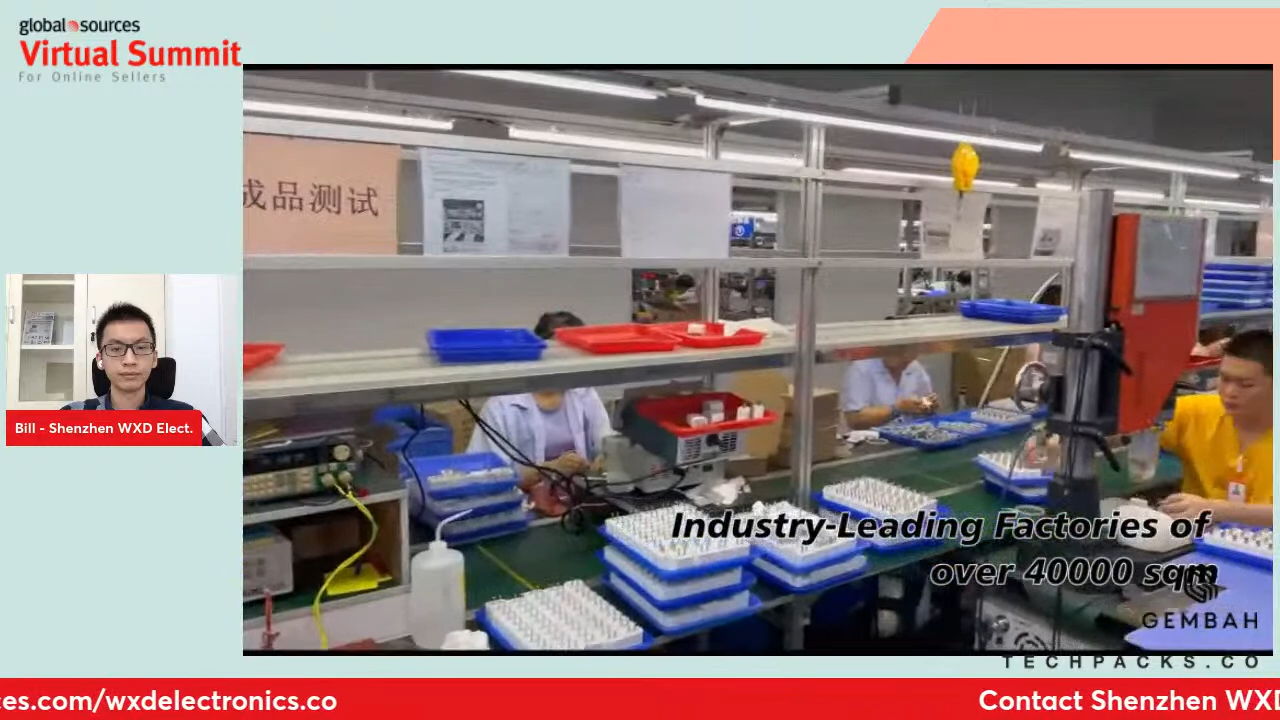 global sources
Virtual Summit
For Online Sellers
成品测试
Bill - Shenzhen WXD Elect.
Industry-Leading Factories of
over 40000 sqm
GEMBAH
TECHPACKS.CO
ces.com/wxdelectronics.co
Contact Shenzhen WXD